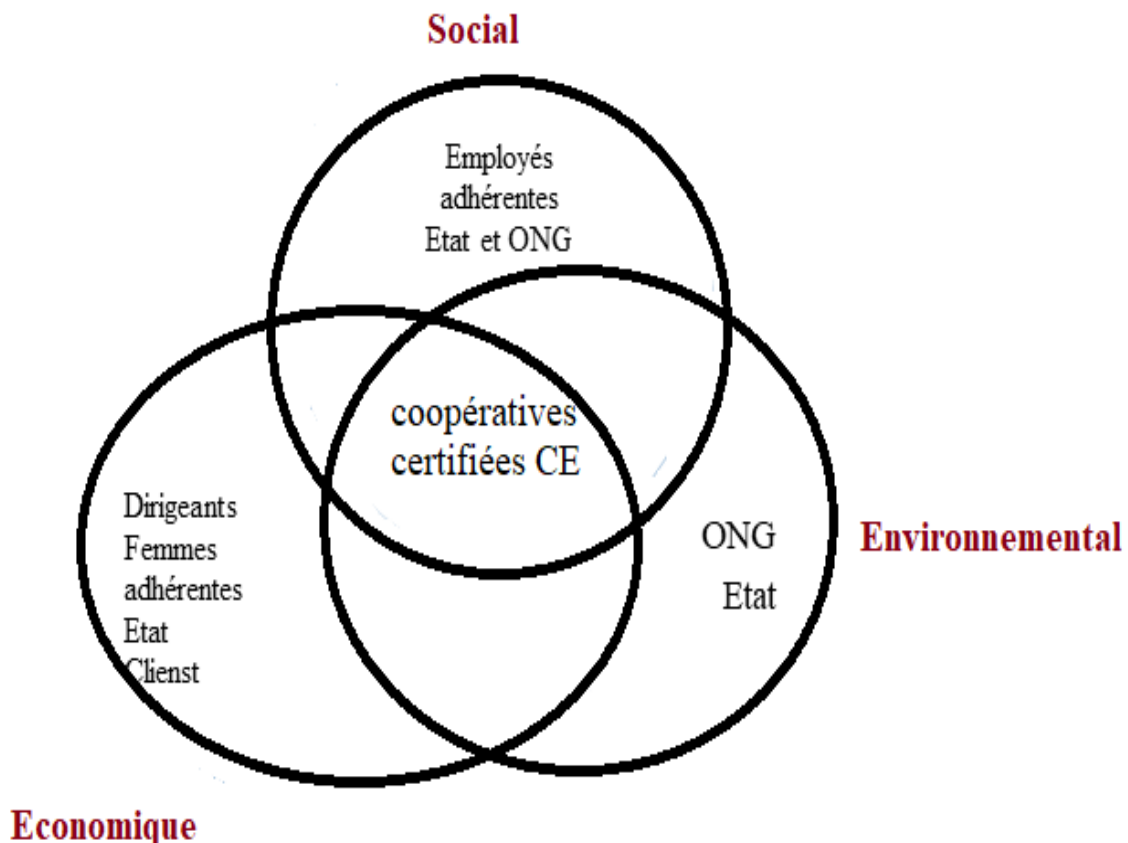 Social
Employés
adhérentes
Etat et ONG
coopératives
certifiées CE
Dirigeants
Femmes
adhérentes
Etat
Clienst
ONG
Etat
Environnemental
Economique